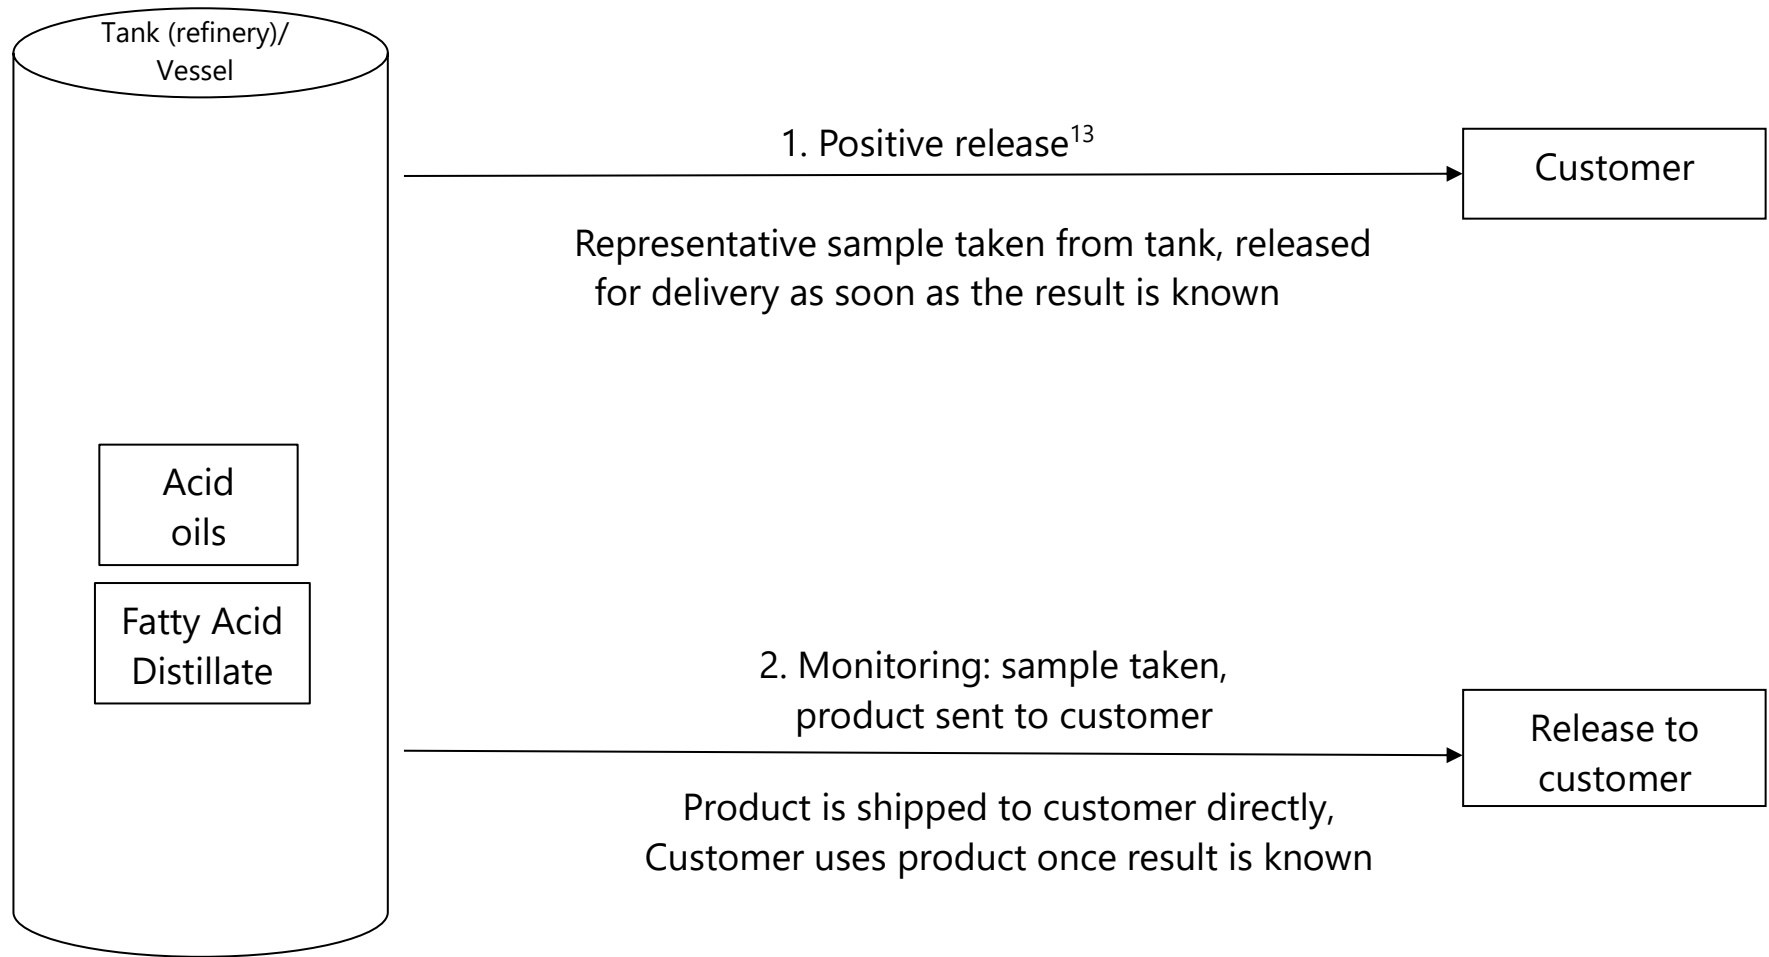 Tank (refinery)/
Vessel
1. Positive release¹³
Customer
Representative sample taken from tank, released
for delivery as soon as the result is known
Acid
oils
Fatty Acid
Distillate
2. Monitoring: sample taken,
product sent to customer
Release to
customer
Product is shipped to customer directly,
Customer uses product once result is known